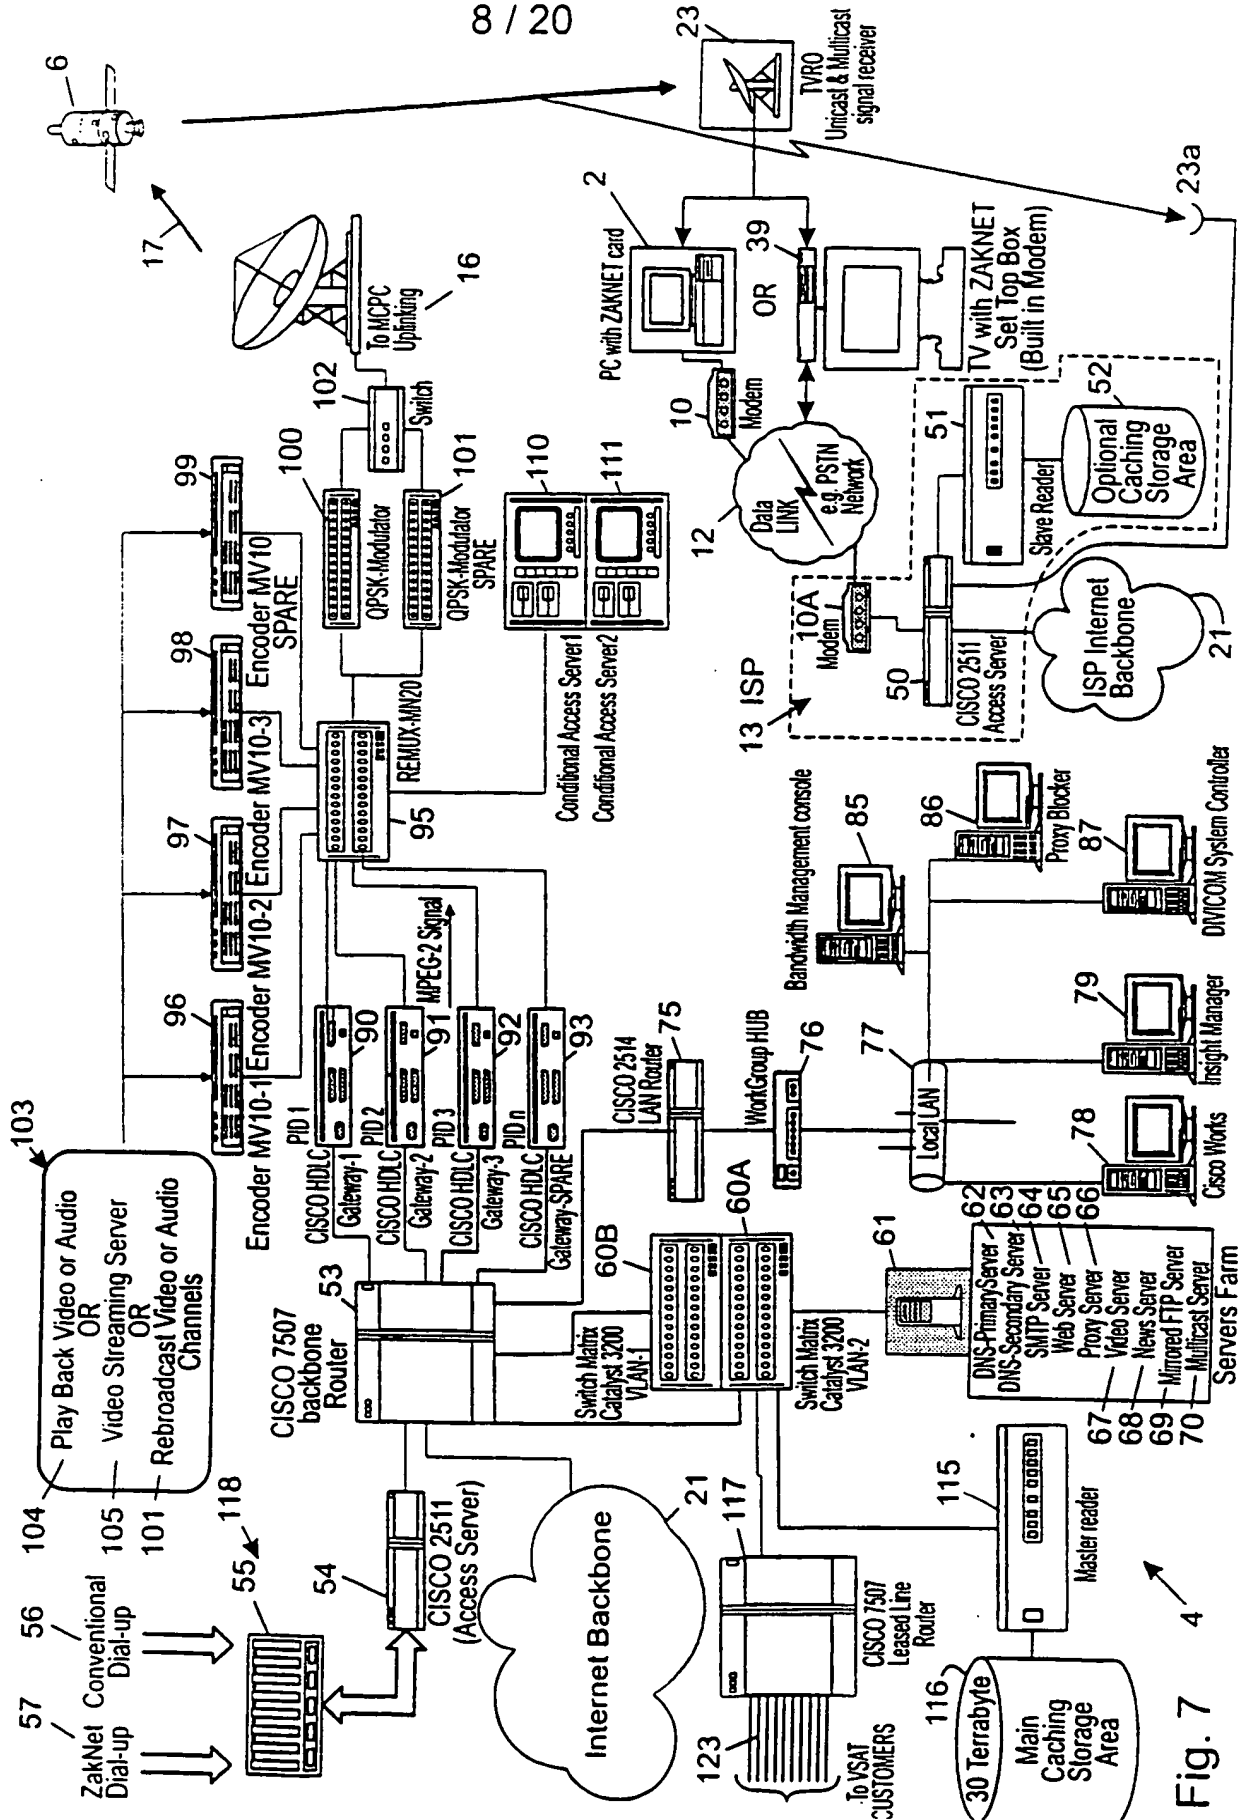 8 / 20
6
17
23
TVRO
Unicast & Multicast
signal receiver
23a
To MCPC
Uplinking
16
102
Switch
100
QPSK-Modulator
101
QPSK-Modulator
SPARE
99
Encoder MV10
SPARE
98
Encoder MV10-3
97
Encoder MV10-2
96
Encoder MV10-1
REMUX-MN20
95
110
111
Conditional Access Server1
Conditional Access Server2
2
PC with ZAKNET card
39
OR
TV with ZAKNET
Set Top Box
(Built in Modem)
10
Modem
12
Data
LINK
e.g. PSTN
Network
13 ISP
10A
Modem
50
CISCO 2511
Access Server
51
Slave Reader
52
Optional
Caching
Storage
Area
ISP Internet
Backbone
21
103
104
Play Back Video or Audio
OR
105
Video Streaming Server
OR
101
Rebroadcast Video or Audio
Channels
MPEG-2 Signal
PID 1
90
CISCO HDLC
Gateway-1
PID 2
91
CISCO HDLC
Gateway-2
PID 3
92
CISCO HDLC
Gateway-3
PID n
93
CISCO HDLC
Gateway-SPARE
CISCO 7507
backbone
Router
53
75
CISCO 2514
LAN Router
WorkGroup HUB
76
77
Local LAN
85
Bandwidth Management console
86
Proxy Blocker
87
DIVICOM System Controller
79
Insight Manager
78
Cisco Works
60B
60A
Switch Matrix
Catalyst 3200
VLAN-1
Switch Matrix
Catalyst 3200
VLAN-2
61
DNS-Primary Server
62
DNS-Secondary Server
63
SMTP Server
64
Web Server
65
Proxy Server
66
67
Video Server
68
News Server
69
Mirrored FTP Server
70
Multicast Server
Servers Farm
57
ZakNet
Dial-up
56
Conventional
Dial-up
55
118
54
CISCO 2511
(Access Server)
Internet Backbone
21
117
CISCO 7507
Leased Line
Router
123
To VSAT
CUSTOMERS
115
Master reader
116
30 Terrabyte
Main
Caching
Storage
Area
4
Fig. 7